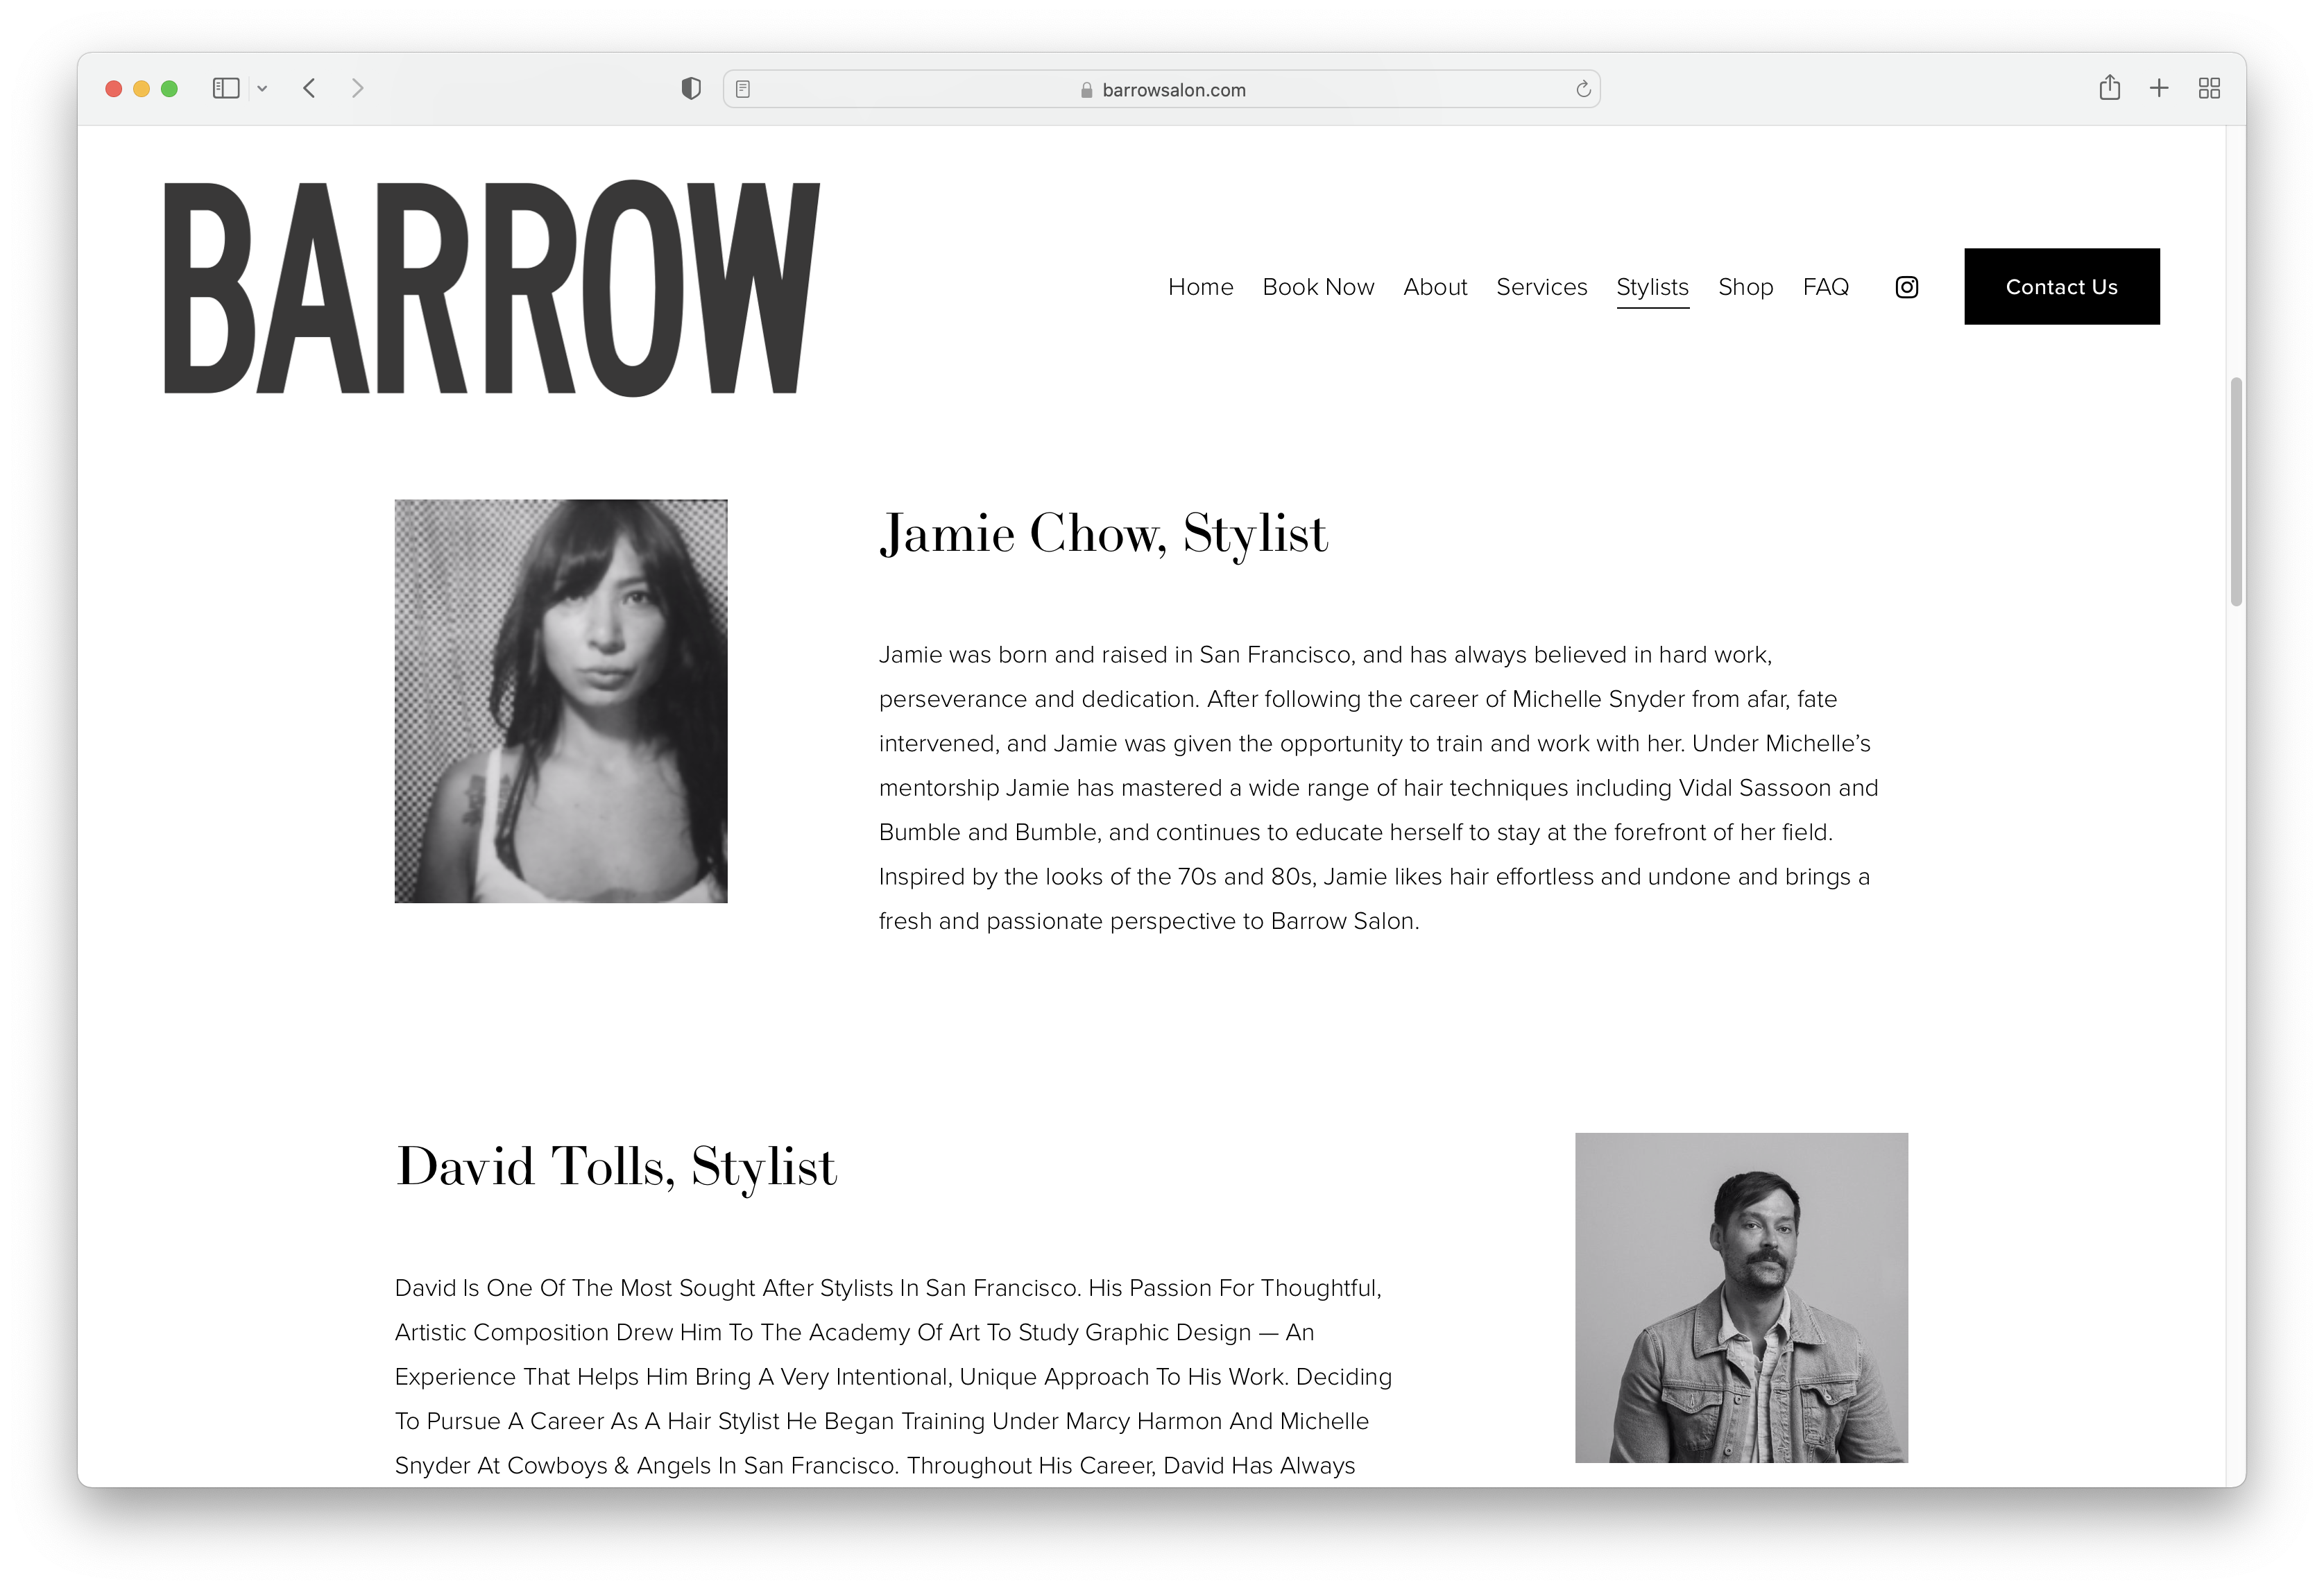 barrowsalon.com
BARROW
Home Book Now About Services Stylists Shop FAQ Contact Us
Jamie Chow, Stylist
Jamie was born and raised in San Francisco, and has always believed in hard work,
perseverance and dedication. After following the career of Michelle Snyder from afar, fate
intervened, and Jamie was given the opportunity to train and work with her. Under Michelle’s
mentorship Jamie has mastered a wide range of hair techniques including Vidal Sassoon and
Bumble and Bumble, and continues to educate herself to stay at the forefront of her field.
Inspired by the looks of the 70s and 80s, Jamie likes hair effortless and undone and brings a
fresh and passionate perspective to Barrow Salon.
David Tolls, Stylist
David Is One Of The Most Sought After Stylists In San Francisco. His Passion For Thoughtful,
Artistic Composition Drew Him To The Academy Of Art To Study Graphic Design — An
Experience That Helps Him Bring A Very Intentional, Unique Approach To His Work. Deciding
To Pursue A Career As A Hair Stylist He Began Training Under Marcy Harmon And Michelle
Snyder At Cowboys & Angels In San Francisco. Throughout His Career, David Has Always